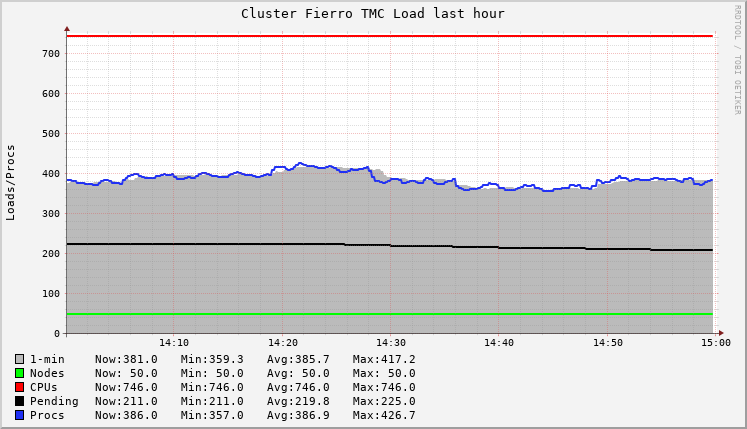 Cluster Fierro TMC Load last hour
RRDTOOL / TOBI OETIKER
Loads/Procs
700
600
500
400
300
200
100
0
14:10 14:20 14:30 14:40 14:50 15:00
1-min Now:381.0 Min:359.3 Avg:385.7 Max:417.2
Nodes Now: 50.0 Min: 50.0 Avg: 50.0 Max: 50.0
CPUs Now:746.0 Min:746.0 Avg:746.0 Max:746.0
Pending Now:211.0 Min:211.0 Avg:219.8 Max:225.0
Procs Now:386.0 Min:357.0 Avg:386.9 Max:426.7